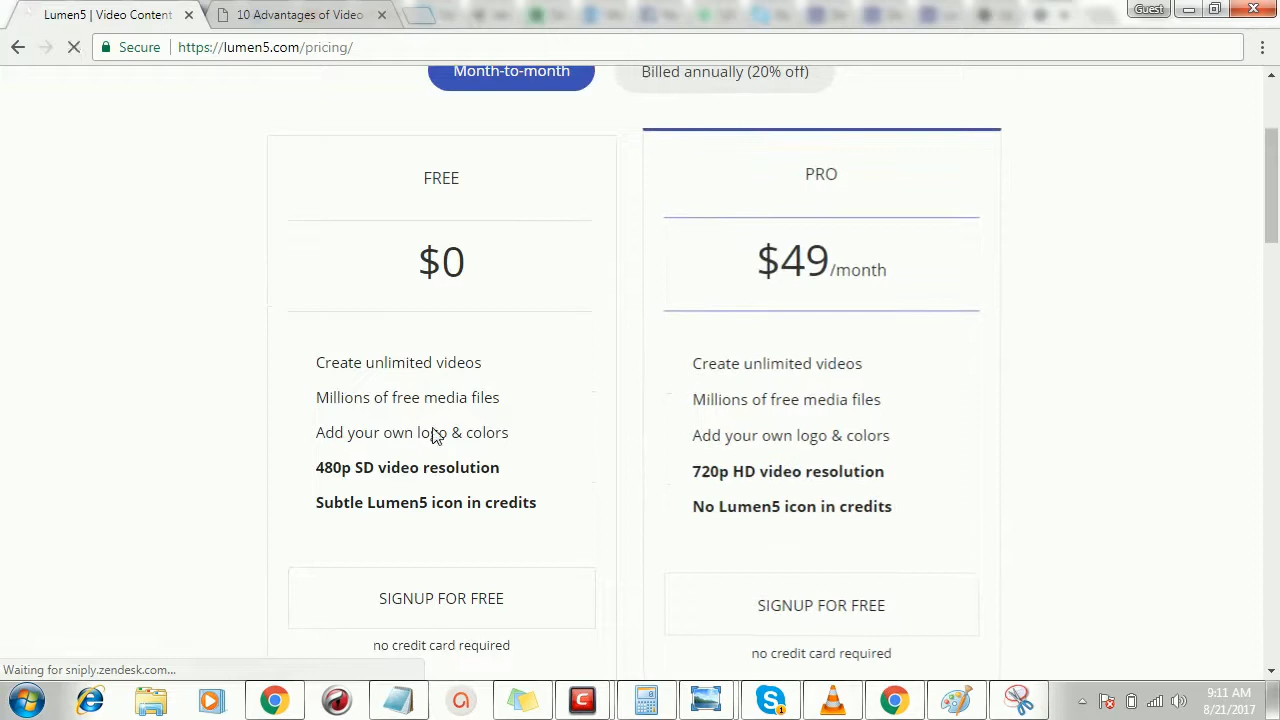 Lumen5 | Video Content
10 Advantages of Video
Guest
Secure
https://lumen5.com/pricing/
Month-to-month
Billed annually (20% off)
FREE
$0
Create unlimited videos
Millions of free media files
Add your own logo & colors
480p SD video resolution
Subtle Lumen5 icon in credits
SIGNUP FOR FREE
no credit card required
PRO
$49/month
Create unlimited videos
Millions of free media files
Add your own logo & colors
720p HD video resolution
No Lumen5 icon in credits
SIGNUP FOR FREE
no credit card required
Waiting for sniply.zendesk.com...
9:11 AM
8/21/2017